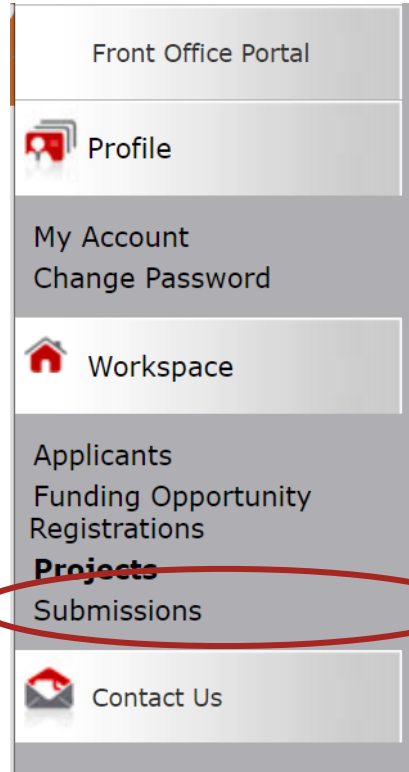 Front Office Portal
Profile
My Account
Change Password
Workspace
Applicants
Funding Opportunity
Registrations
Projects
Submissions
Contact Us